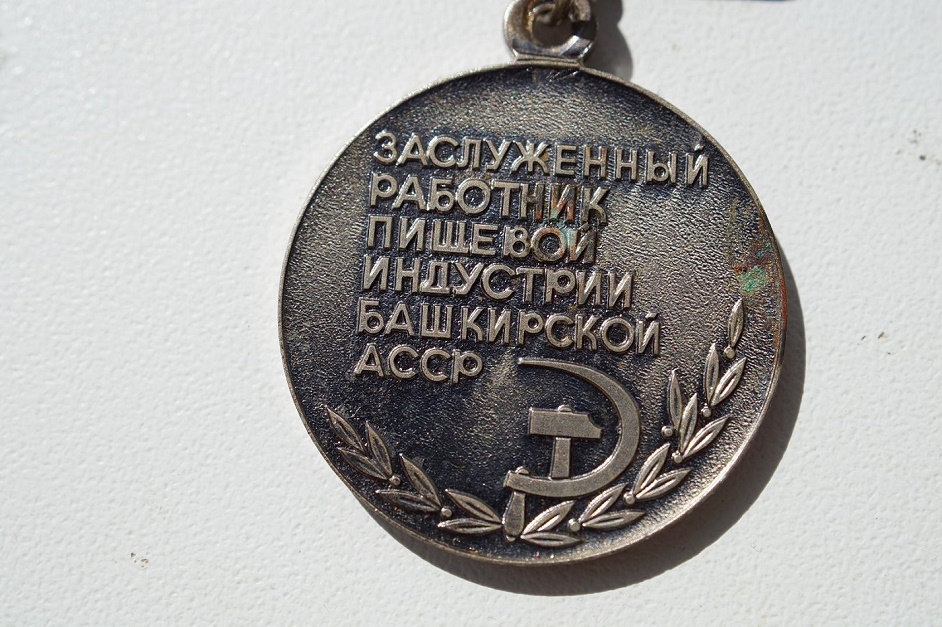 ЗАСЛУЖЕННЫЙ
РАБОТНИК
ПИЩЕВОЙ
ИНДУСТРИИ
БАШКИРСКОЙ
АССР